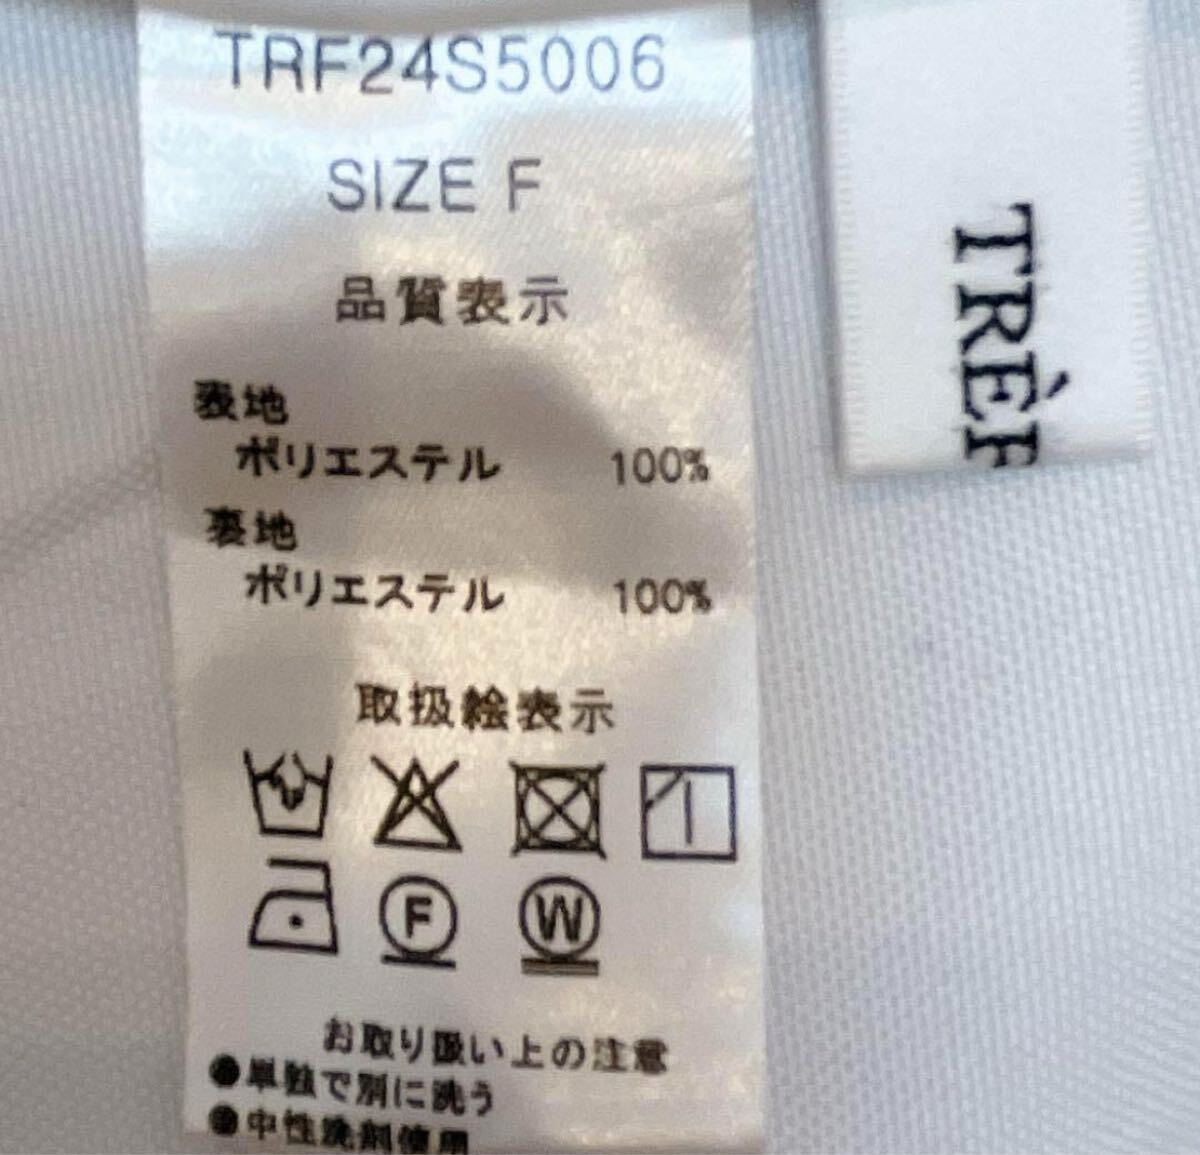 TRF24S5006
SIZE F
品質表示
表地
ポリエステル 100%
裏地
ポリエステル 100%
取扱絵表示
F W
お取り扱い上の注意
●単独で別に洗う
●中性洗剤使用
TRÉF